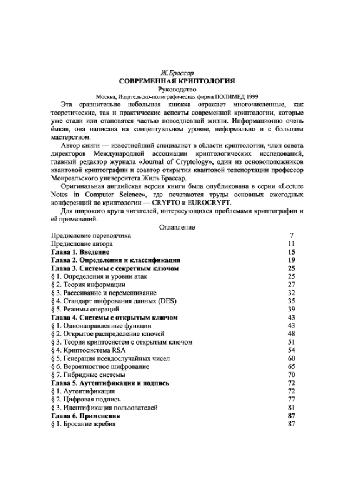 Ж.Брассар
СОВРЕМЕННАЯ КРИПТОЛОГИЯ
Руководство.
Москва, Издательско-полиграфическая фирма ПОЛИМЕД 1999
Эта сравнительно небольшая книжка отражает многочисленные, как
теоретические, так и практические аспекты современной криптологии, которые
уже стали или становятся частью повседневной жизни. Информационно очень
ёмкая, она написана на концептуальном уровне, неформально и с большим
мастерством.
Автор книги — известнейший специалист в области криптологии, член совета
директоров Международной ассоциации криптологических исследований,
главный редактор журнала «Journal of Cryptology», один из основоположников
квантовой криптографии и соавтор открытия квантовой телепортации профессор
Монреальского университета Жиль Брассар.
Оригинальная английская версия книги была опубликована в серии «Lecture
Notes in Computer Science», где печатаются труды основных ежегодных
конференций по криптологии — CRYPTO и EUROCRYPT.
Для широкого круга читателей, интересующихся проблемами криптографии и
её применений.
Оглавление
Предисловие переводчика 7
Предисловие автора 11
Глава 1. Введение 15
Глава 2. Определения и классификация 19
Глава 3. Системы с секретным ключом 25
§ 1. Определения и уровни атак 25
§ 2. Теория информации 27
§ 3. Рассеивание и перемешивание 32
§ 4. Стандарт шифрования данных (DES) 35
§ 5. Режимы операций 39
Глава 4. Системы с открытым ключом 43
§ 1. Однонаправленные функции 43
§ 2. Открытое распределение ключей 48
§ 3. Теория криптосистем с открытым ключом 51
§ 4. Криптосистема RSA 54
§ 5. Генерация псевдослучайных чисел 60
§ 6. Вероятностное шифрование 65
§ 7. Гибридные системы 70
Глава 5. Аутентификация и подпись 72
§ 1. Аутентификация 72
§ 2. Цифровая подпись 77
§ 3. Идентификация пользователей 81
Глава 6. Применения 87
§ 1. Бросание жребия 87